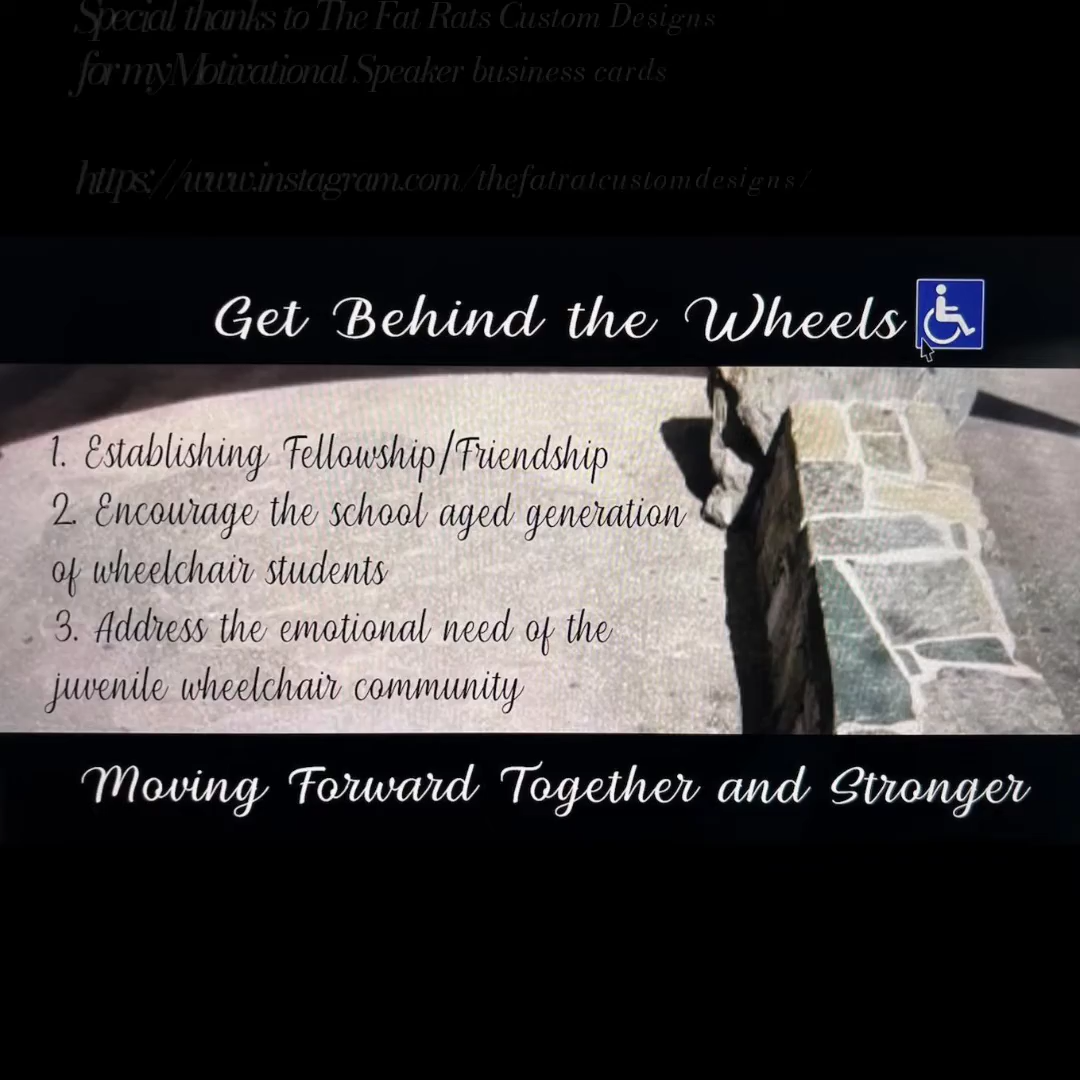 Special thanks to The Fat Rats Custom Designs
for my Motivational Speaker business cards
https://www.instagram.com/thefatratcustomdesigns/
Get Behind the Wheels
1. Establishing Fellowship/Friendship
2. Encourage the school aged generation
of wheelchair students
3. Address the emotional need of the
juvenile wheelchair community
Moving Forward Together and Stronger